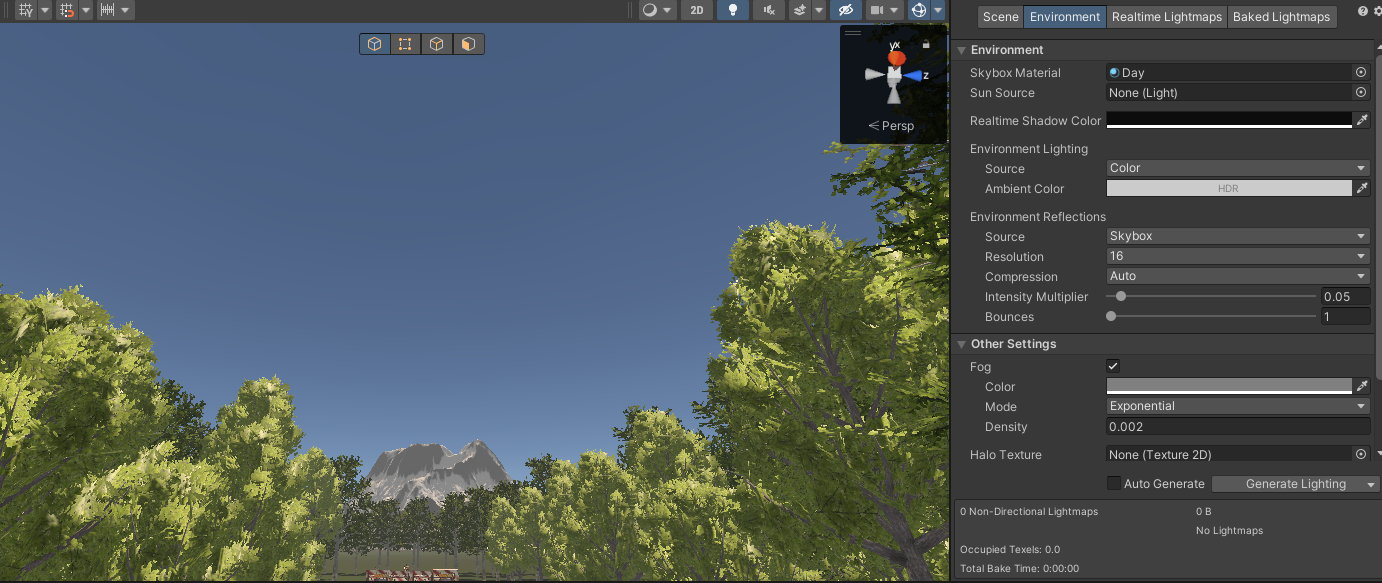 2D
Scene Environment Realtime Lightmaps Baked Lightmaps
y x
z
Persp
Environment
Skybox Material Day
Sun Source None (Light)
Realtime Shadow Color
Environment Lighting
Source Color
Ambient Color HDR
Environment Reflections
Source Skybox
Resolution 16
Compression Auto
Intensity Multiplier 0.05
Bounces 1
Other Settings
Fog
Color
Mode Exponential
Density 0.002
Halo Texture None (Texture 2D)
Auto Generate Generate Lighting
0 Non-Directional Lightmaps 0 B
No Lightmaps
Occupied Texels: 0.0
Total Bake Time: 0:00:00